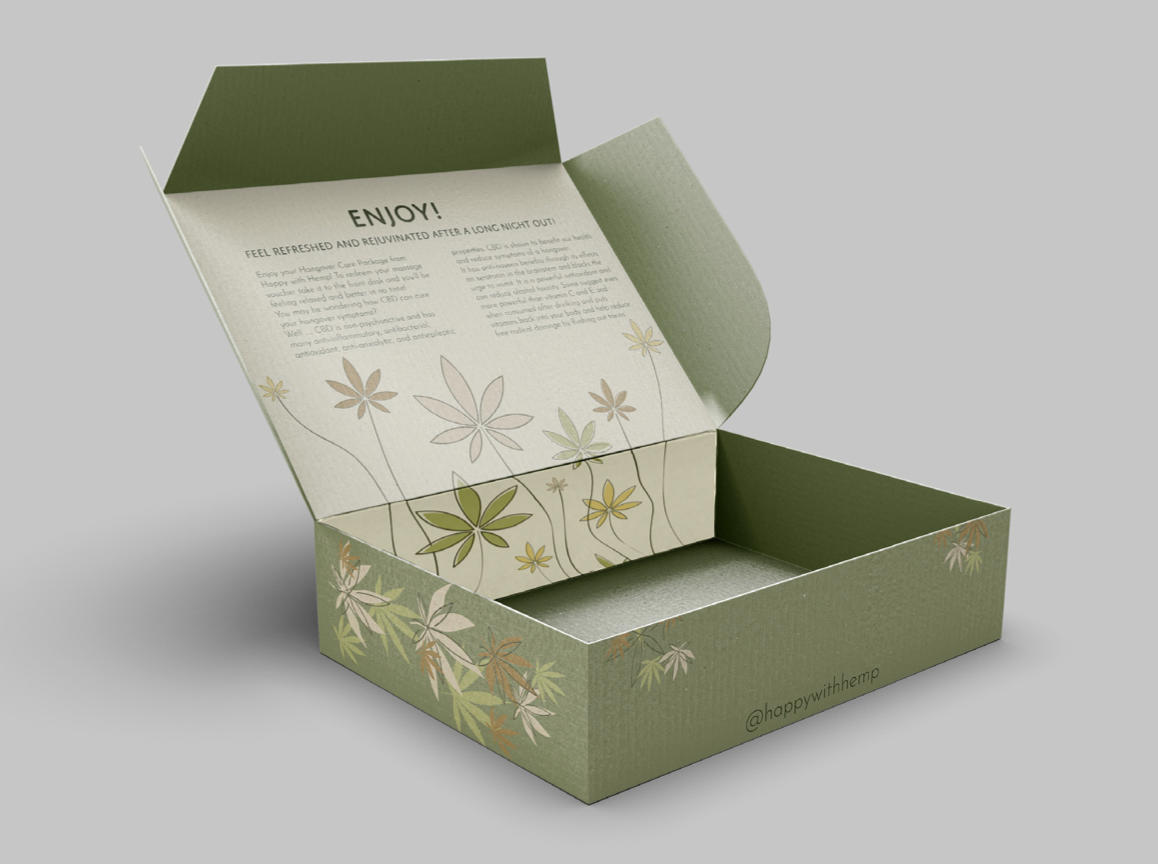 ENJOY!
FEEL REFRESHED AND REJUVINATED AFTER A LONG NIGHT OUT!
Enjoy your Hangover Care Package from
Happy with Hemp! To redeem your massage
voucher take it to the front desk and you'll be
feeling relaxed and better in no time!
You may be wondering how CBD can cure
your hangover symptoms?
Well.... CBD is non-psychoactive and has
many anti-inflammatory, antibacterial,
antioxidant, anti-anxolytic, and antiepileptic
properties. CBD is shown to benefit our health
and reduce symptoms of a hangover.
It has anti-nausea benefits through its effects
on serotonin in the brainstem and blocks the
urge to vomit. It is a powerful antioxidant and
can reduce alcohol toxicity. Some suggest even
more powerful than vitamin C and E and
when consumed after drinking and puts
vitamins back into your body and help reduce
free radical damage by flushing out toxins
@happywithhemp